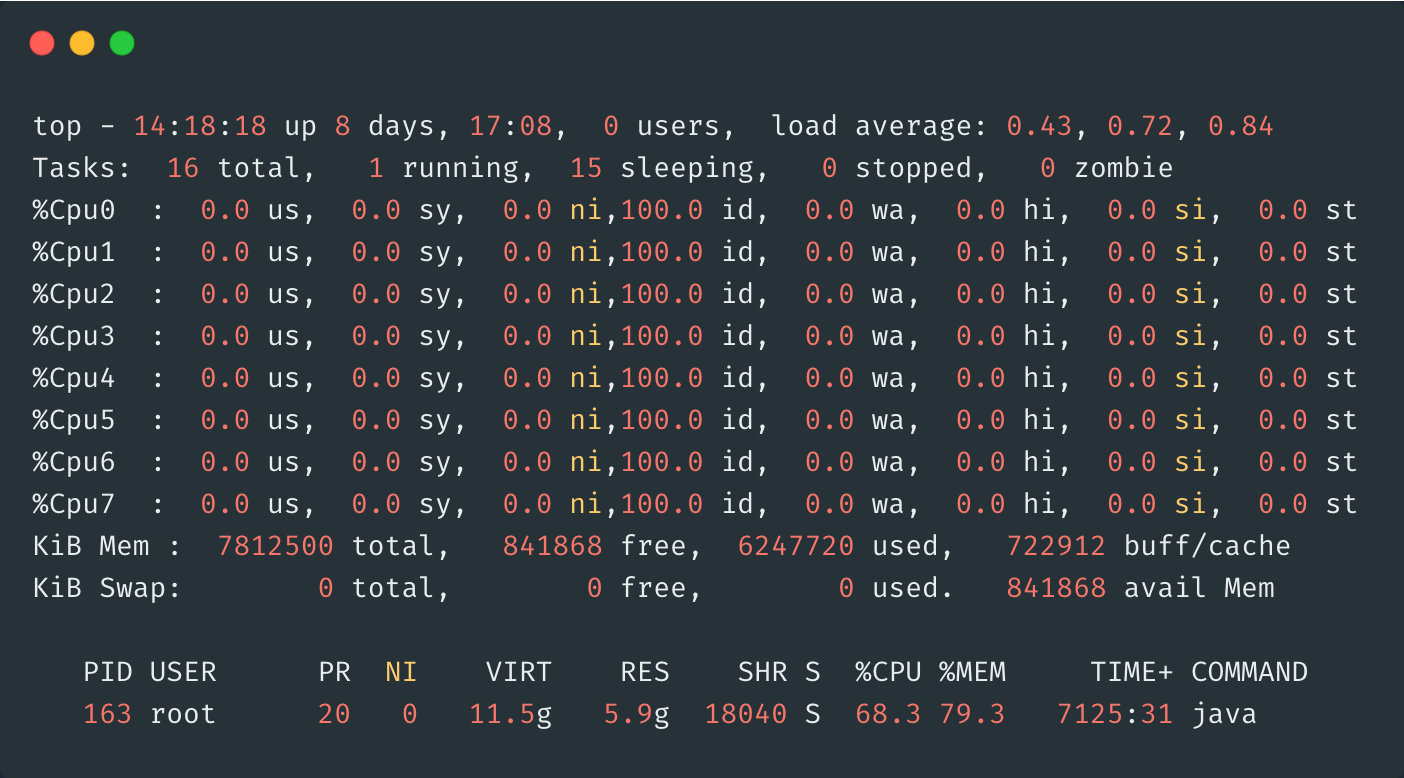 top - 14:18:18 up 8 days, 17:08,  0 users,  load average: 0.43, 0.72, 0.84
Tasks:  16 total,   1 running,  15 sleeping,   0 stopped,   0 zombie
%Cpu0  :  0.0 us,  0.0 sy,  0.0 ni,100.0 id,  0.0 wa,  0.0 hi,  0.0 si,  0.0 st
%Cpu1  :  0.0 us,  0.0 sy,  0.0 ni,100.0 id,  0.0 wa,  0.0 hi,  0.0 si,  0.0 st
%Cpu2  :  0.0 us,  0.0 sy,  0.0 ni,100.0 id,  0.0 wa,  0.0 hi,  0.0 si,  0.0 st
%Cpu3  :  0.0 us,  0.0 sy,  0.0 ni,100.0 id,  0.0 wa,  0.0 hi,  0.0 si,  0.0 st
%Cpu4  :  0.0 us,  0.0 sy,  0.0 ni,100.0 id,  0.0 wa,  0.0 hi,  0.0 si,  0.0 st
%Cpu5  :  0.0 us,  0.0 sy,  0.0 ni,100.0 id,  0.0 wa,  0.0 hi,  0.0 si,  0.0 st
%Cpu6  :  0.0 us,  0.0 sy,  0.0 ni,100.0 id,  0.0 wa,  0.0 hi,  0.0 si,  0.0 st
%Cpu7  :  0.0 us,  0.0 sy,  0.0 ni,100.0 id,  0.0 wa,  0.0 hi,  0.0 si,  0.0 st
KiB Mem :  7812500 total,   841868 free,  6247720 used,   722912 buff/cache
KiB Swap:        0 total,        0 free,        0 used.   841868 avail Mem
   PID USER      PR  NI    VIRT    RES    SHR S  %CPU %MEM     TIME+ COMMAND
   163 root      20   0   11.5g   5.9g  18040 S  68.3 79.3   7125:31 java